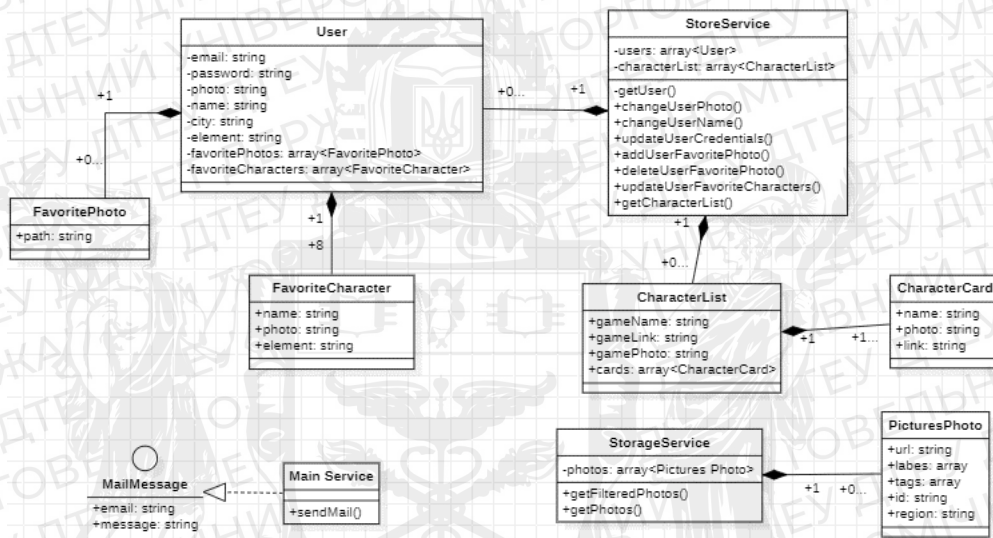 User
-email: string
-password: string
-photo: string
-name: string
-city: string
-element: string
-favoritePhotos: array<FavoritePhoto>
-favoriteCharacters: array<FavoriteCharacter>
StoreService
-users: array<User>
-characterList: array<CharacterList>
-getUser()
+changeUserPhoto()
+changeUserName()
+updateUserCredentials()
+addUserFavoritePhoto()
+deleteUserFavoritePhoto()
+updateUserFavoriteCharacters()
+getCharacterList()
+1
+0...
+0...
+1
FavoritePhoto
+path: string
+1
+8
FavoriteCharacter
+name: string
+photo: string
+element: string
+1
+0...
CharacterList
+gameName: string
+gameLink: string
+gamePhoto: string
+cards: array<CharacterCard>
+1
+1...
CharacterCard
+name: string
+photo: string
+link: string
MailMessage
+email: string
+message: string
Main Service
+sendMail()
StorageService
-photos: array<Pictures Photo>
+getFilteredPhotos()
+getPhotos()
+1
+0...
PicturesPhoto
+url: string
+labes: array
+tags: array
+id: string
+region: string